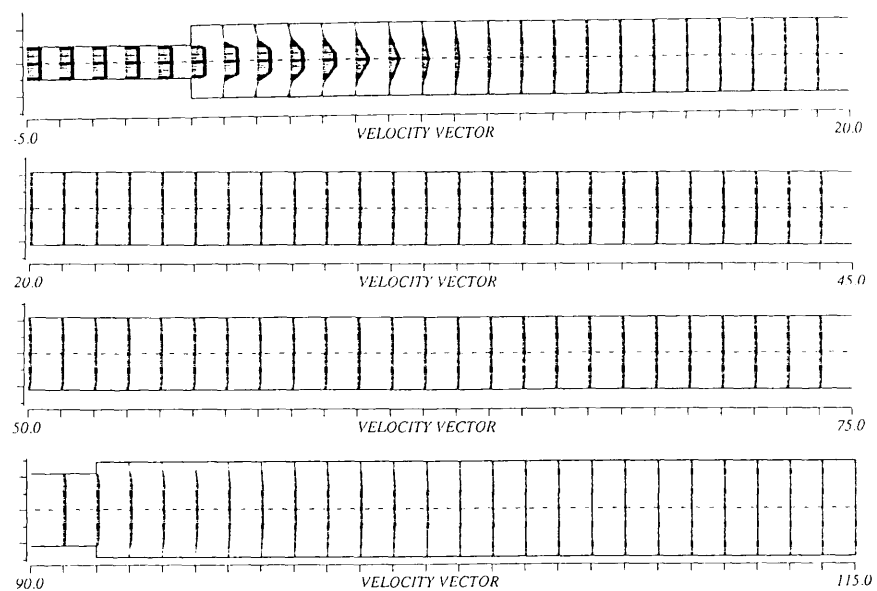 -5.0 VELOCITY VECTOR 20.0
20.0 VELOCITY VECTOR 45.0
50.0 VELOCITY VECTOR 75.0
90.0 VELOCITY VECTOR 115.0